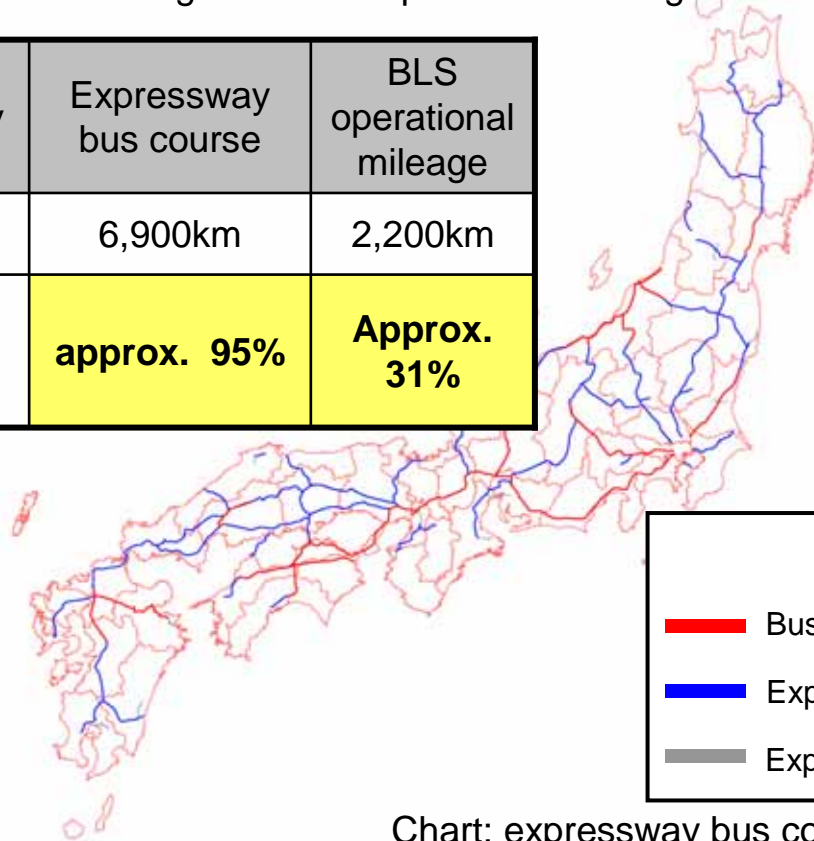 Expressway
bus course
BLS
operational
mileage
6,900km
2,200km
approx. 95%
Approx.
31%
Bus
Exp
Exp
Chart: expressway bus co